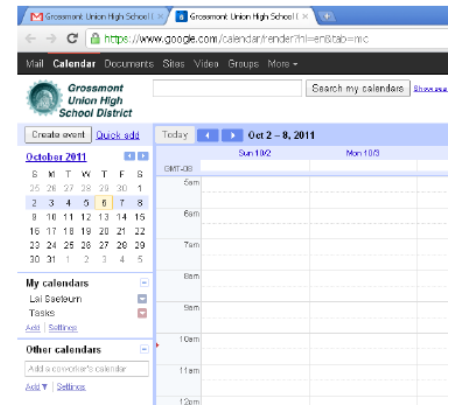 Grossmont Union High School D
Grossmont Union High School D
https://www.google.com/calendar/render?hl=en&tab=mc
Mail Calendar Documents Sites Video Groups More
Grossmont
Union High
School District
Search my calendars
Create event Quick add
Today Oct 2 – 8, 2011
October 2011
Sun 10/2 Mon 10/3
S M T W T F S
25 26 27 28 29 30 1
2 3 4 5 6 7 8
9 10 11 12 13 14 15
16 17 18 19 20 21 22
23 24 25 26 27 28 29
30 31 1 2 3 4 5
GMT-08
5am
6am
7am
8am
9am
10am
11am
12pm
My calendars
Lai Saeteurn
Tasks
Add Settings
Other calendars
Add a coworker's calendar
Add Settings